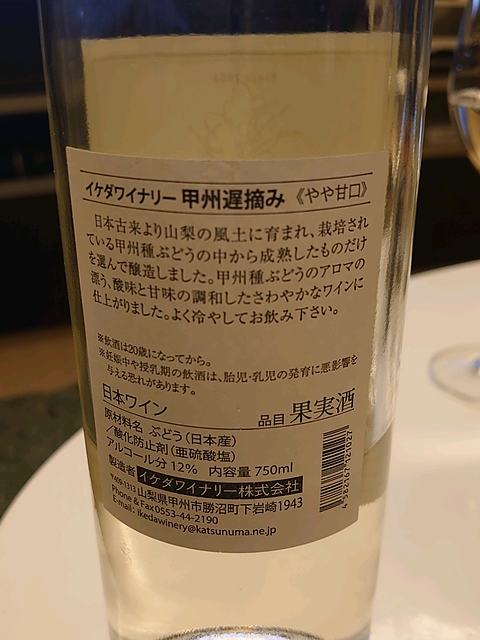 イケダワイナリー 甲州遅摘み 《やや甘口》
日本古来より山梨の風土に育まれ、栽培され
ている甲州種ぶどうの中から成熟したものだけ
を選んで醸造しました。甲州種ぶどうのアロマの
漂う、酸味と甘味の調和したさわやかなワインに
仕上がりました。よく冷やしてお飲み下さい。
※飲酒は20歳になってから。
※妊娠中や授乳期の飲酒は、胎児・乳児の発育に悪影響を
与える恐れがあります。
日本ワイン
品目 果実酒
原材料名 ぶどう(日本産)
/酸化防止剤(亜硫酸塩)
アルコール分 12% 内容量 750ml
製造者 イケダワイナリー株式会社
〒409-1313 山梨県甲州市勝沼町下岩崎1943
Phone & Fax 0553-44-2190
E-mail : ikedawinery@katsunuma.ne.jp